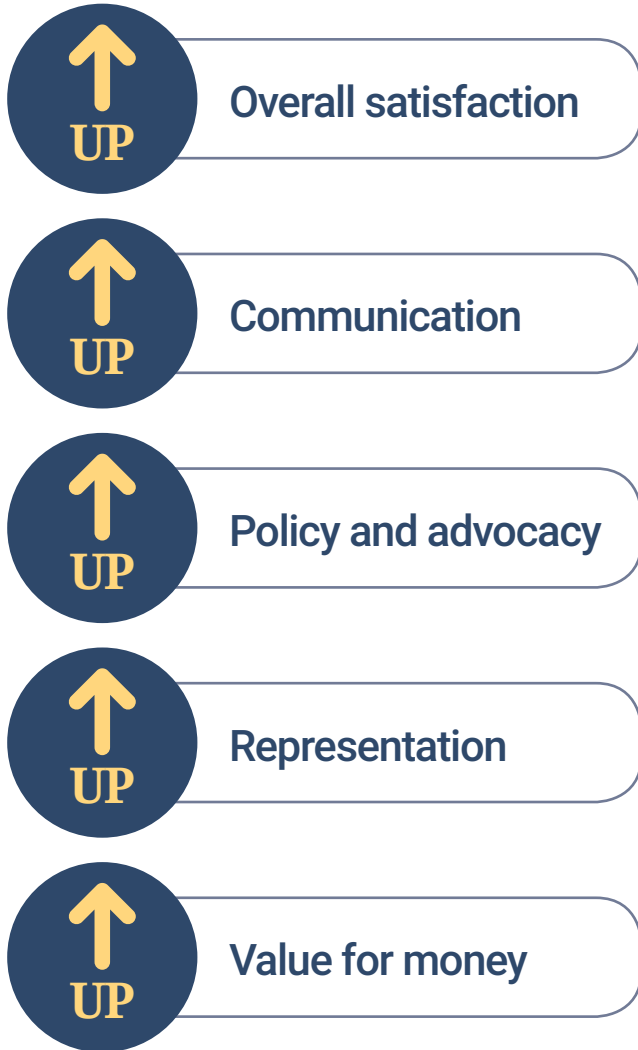 UP
Overall satisfaction
UP
Communication
UP
Policy and advocacy
UP
Representation
UP
Value for money